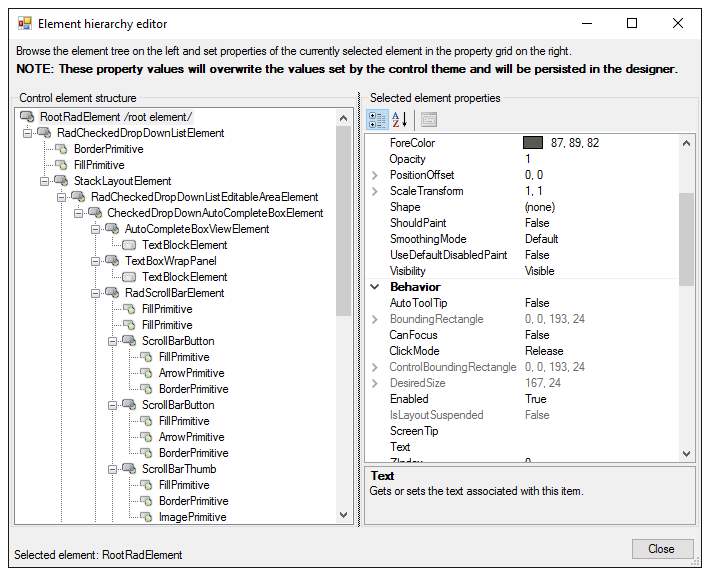 Element hierarchy editor
Browse the element tree on the left and set properties of the currently selected element in the property grid on the right.
NOTE: These property values will overwrite the values set by the control theme and will be persisted in the designer.
Control element structure
RootRadElement /root element/
RadCheckedDropDownListElement
BorderPrimitive
FillPrimitive
StackLayoutElement
RadCheckedDropDownListEditableAreaElement
CheckedDropDownAutoCompleteBoxElement
AutoCompleteBoxViewElement
TextBlockElement
TextBoxWrapPanel
TextBlockElement
RadScrollBarElement
FillPrimitive
FillPrimitive
ScrollBarButton
FillPrimitive
ArrowPrimitive
BorderPrimitive
ScrollBarButton
FillPrimitive
ArrowPrimitive
BorderPrimitive
ScrollBarThumb
FillPrimitive
BorderPrimitive
ImagePrimitive
Selected element properties
ForeColor 87, 89, 82
Opacity 1
PositionOffset 0, 0
ScaleTransform 1, 1
Shape (none)
ShouldPaint False
SmoothingMode Default
UseDefaultDisabledPaint False
Visibility Visible
Behavior
AutoToolTip False
BoundingRectangle 0, 0, 193, 24
CanFocus False
ClickMode Release
ControlBoundingRectangle 0, 0, 193, 24
DesiredSize 167, 24
Enabled True
IsLayoutSuspended False
ScreenTip
Text
ZIndex 0
Text
Gets or sets the text associated with this item.
Selected element: RootRadElement
Close